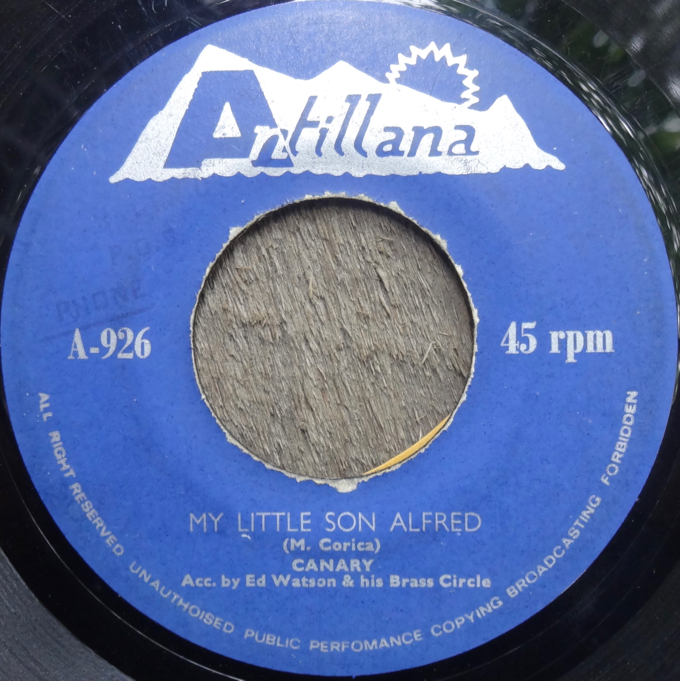 Antillana
PHONE
A-926
45 rpm
MY LITTLE SON ALFRED
(M. Corica)
CANARY
Acc. by Ed Watson & his Brass Circle
ALL RIGHT RESERVED UNAUTHOISED PUBLIC PERFOMANCE COPYING BROADCASTING FORBIDDEN